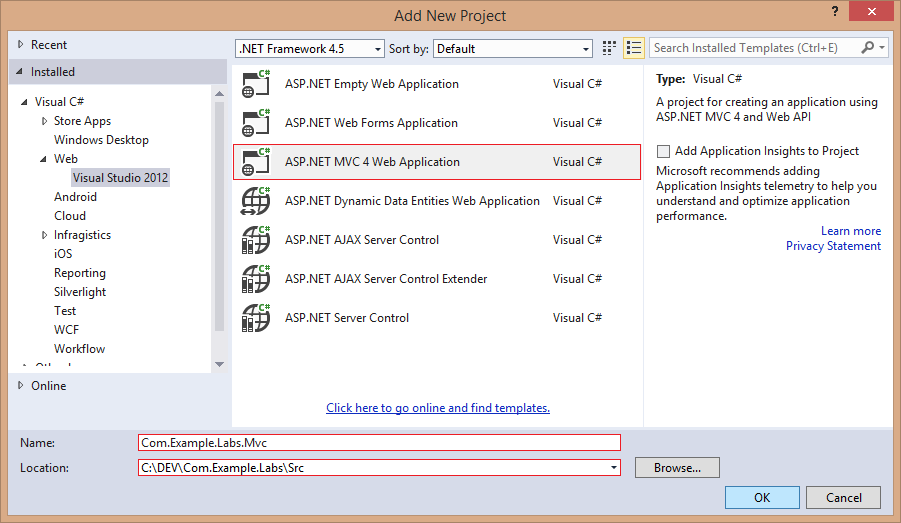 Add New Project
?
Recent
Installed
Visual C#
Store Apps
Windows Desktop
Web
Visual Studio 2012
Android
Cloud
Infragistics
iOS
Reporting
Silverlight
Test
WCF
Workflow
Online
.NET Framework 4.5
Sort by:
Default
Search Installed Templates (Ctrl+E)
C# ASP.NET Empty Web Application Visual C#
C# ASP.NET Web Forms Application Visual C#
C# ASP.NET MVC 4 Web Application Visual C#
C# ASP.NET Dynamic Data Entities Web Application Visual C#
C# ASP.NET AJAX Server Control Visual C#
C# ASP.NET AJAX Server Control Extender Visual C#
C# ASP.NET Server Control Visual C#
Click here to go online and find templates.
Type: Visual C#
A project for creating an application using
ASP.NET MVC 4 and Web API
Add Application Insights to Project
Microsoft recommends adding
Application Insights telemetry to help you
understand and optimize application
performance.
Learn more
Privacy Statement
Name: Com.Example.Labs.Mvc
Location: C:\DEV\Com.Example.Labs\Src
Browse...
OK
Cancel